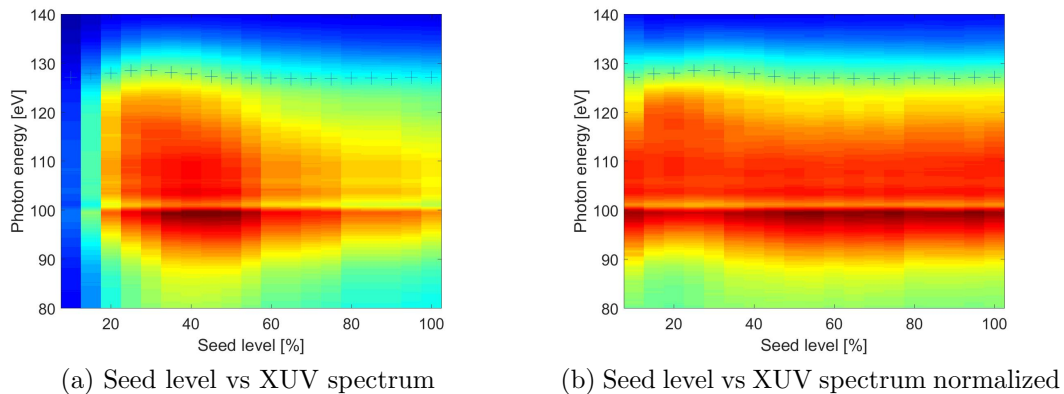 140
130
120
110
100
90
80
Photon energy [eV]
20 40 60 80 100
Seed level [%]
(a) Seed level vs XUV spectrum
140
130
120
110
100
90
80
Photon energy [eV]
20 40 60 80 100
Seed level [%]
(b) Seed level vs XUV spectrum normalized